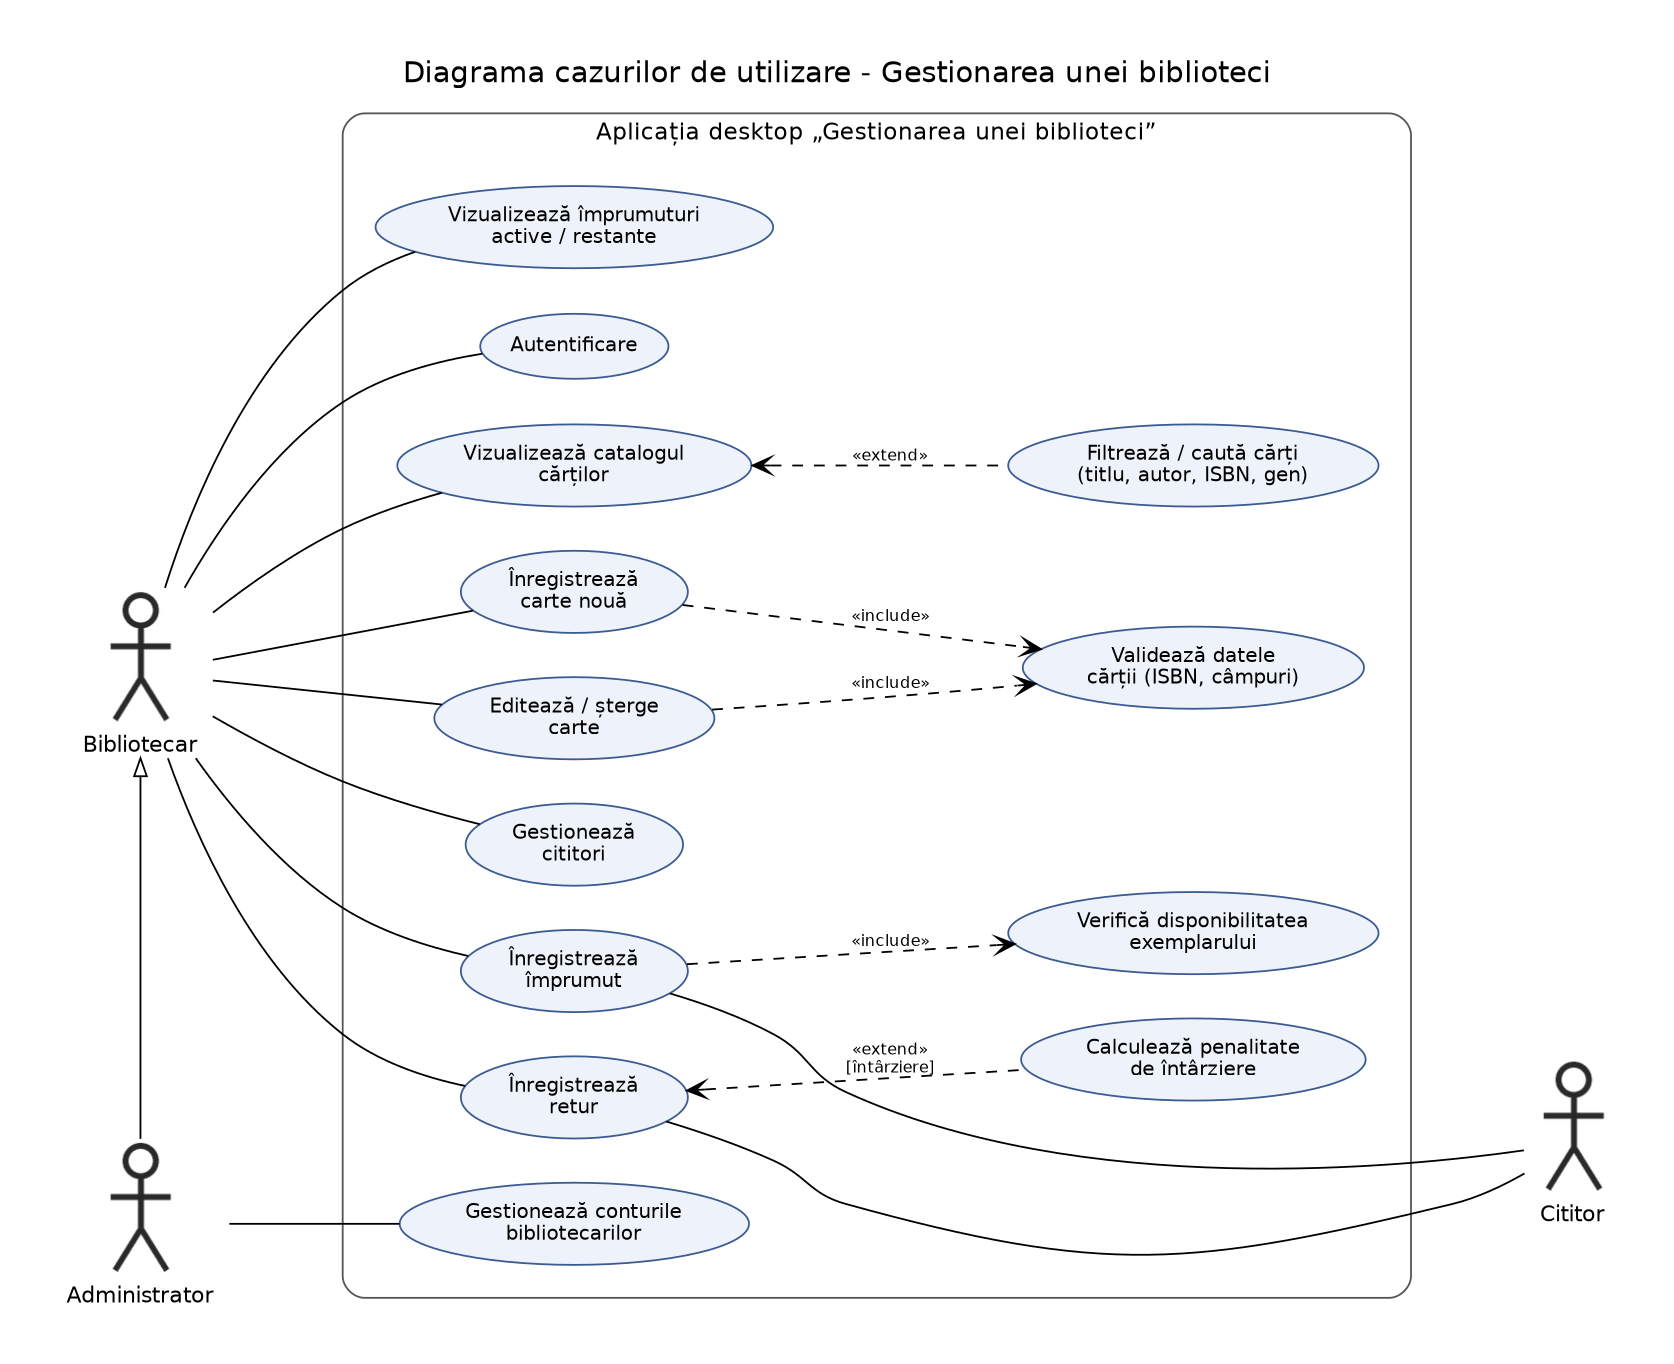 Diagrama cazurilor de utilizare - Gestionarea unei biblioteci
Aplicația desktop „Gestionarea unei biblioteci”
Vizualizează împrumuturi
active / restante
Autentificare
Vizualizează catalogul
cărților
«extend»
Filtrează / caută cărți
(titlu, autor, ISBN, gen)
Înregistrează
carte nouă
«include»
Validează datele
cărții (ISBN, câmpuri)
Editează / șterge
carte
«include»
Bibliotecar
Gestionează
cititori
Înregistrează
împrumut
«include»
Verifică disponibilitatea
exemplarului
Înregistrează
retur
«extend»
[întârziere]
Calculează penalitate
de întârziere
Cititor
Gestionează conturile
bibliotecarilor
Administrator